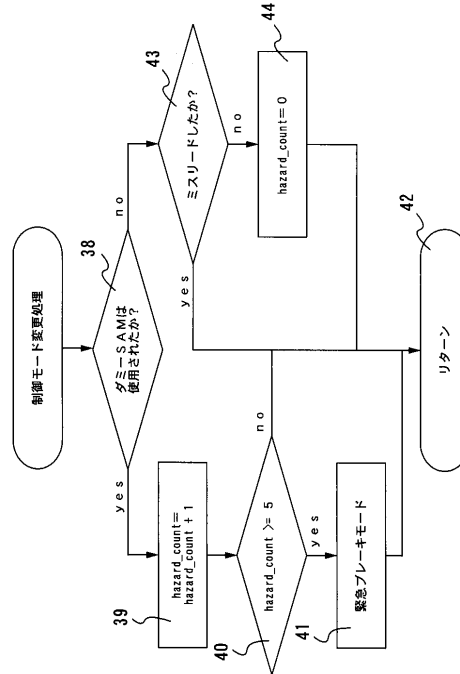 制御モード変更処理
38
ダミーSAMは
使用されたか?
yes
no
39
hazard_count=
hazard_count + 1
43
ミスリードしたか?
yes
no
40
hazard_count >= 5
no
yes
44
hazard_count= 0
41
緊急ブレーキモード
42
リターン